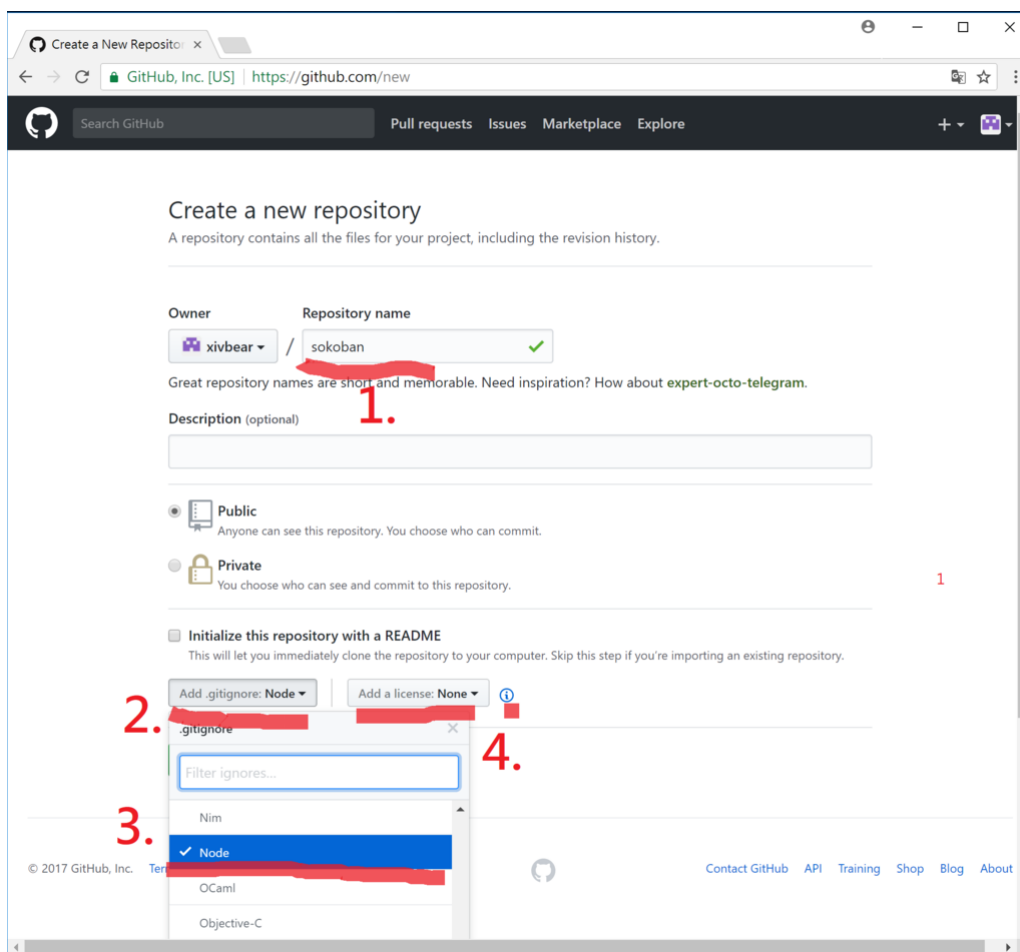 Create a New Reposito
GitHub, Inc. [US] https://github.com/new
Search GitHub Pull requests Issues Marketplace Explore
Create a new repository
A repository contains all the files for your project, including the revision history.
Owner Repository name
xivbear / sokoban
Great repository names are short and memorable. Need inspiration? How about expert-octo-telegram.
1.
Description (optional)
Public
Anyone can see this repository. You choose who can commit.
Private
You choose who can see and commit to this repository.
1
Initialize this repository with a README
This will let you immediately clone the repository to your computer. Skip this step if you're importing an existing repository.
Add .gitignore: Node Add a license: None
2.
.gitignore
4.
Filter ignores...
Nim
3.
Node
© 2017 GitHub, Inc. Ter Contact GitHub API Training Shop Blog About
OCaml
Objective-C